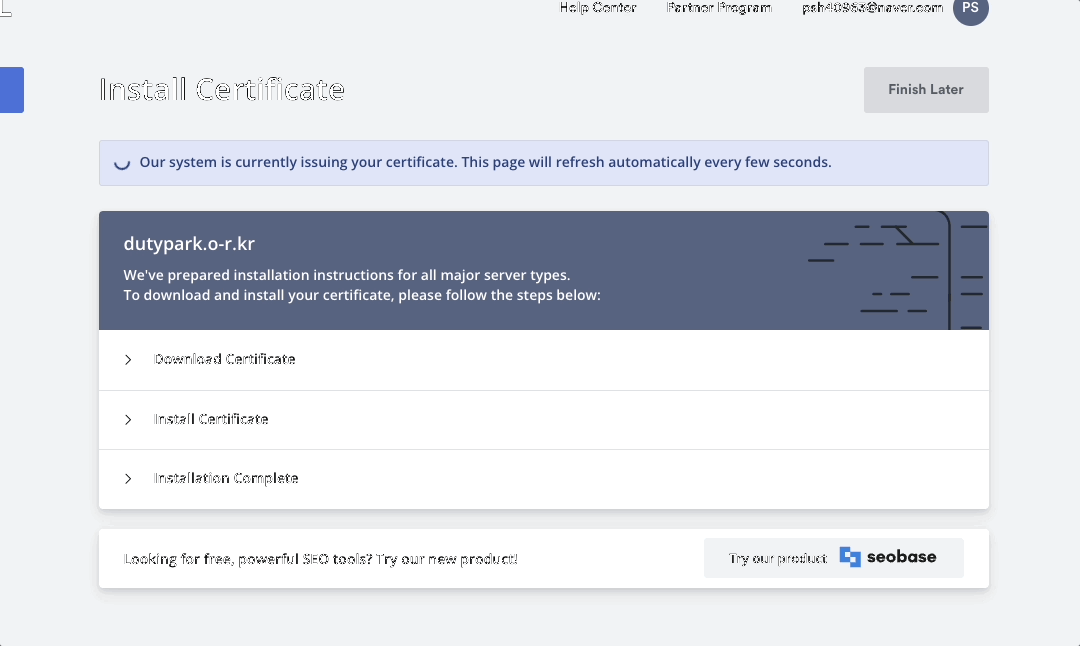 Help Center Partner Program psh40963@naver.com PS
Install Certificate
Finish Later
Our system is currently issuing your certificate. This page will refresh automatically every few seconds.
dutypark.o-r.kr
We've prepared installation instructions for all major server types.
To download and install your certificate, please follow the steps below:
Download Certificate
Install Certificate
Installation Complete
Looking for free, powerful SEO tools? Try our new product!
Try our product seobase